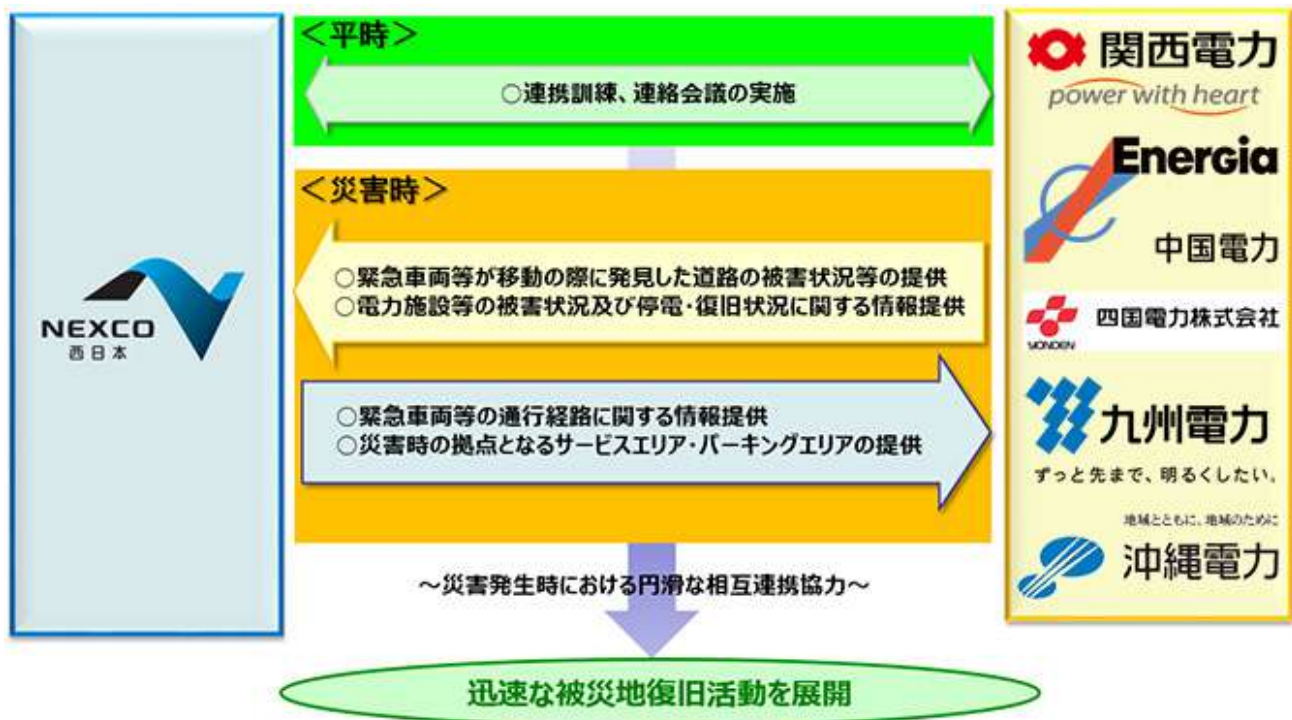 ＜平時＞
○連携訓練、連絡会議の実施
＜災害時＞
○緊急車両等が移動の際に発見した道路の被害状況等の提供
○電力施設等の被害状況及び停電・復旧状況に関する情報提供
○緊急車両等の通行経路に関する情報提供
○災害時の拠点となるサービスエリア・パーキングエリアの提供
～災害発生時における円滑な相互連携協力～
迅速な被災地復旧活動を展開
NEXCO
西日本
関西電力
power with heart
Energia
中国電力
四国電力株式会社
YONDEN
九州電力
ずっと先まで、明るくしたい。
地域とともに、地域のために
沖縄電力